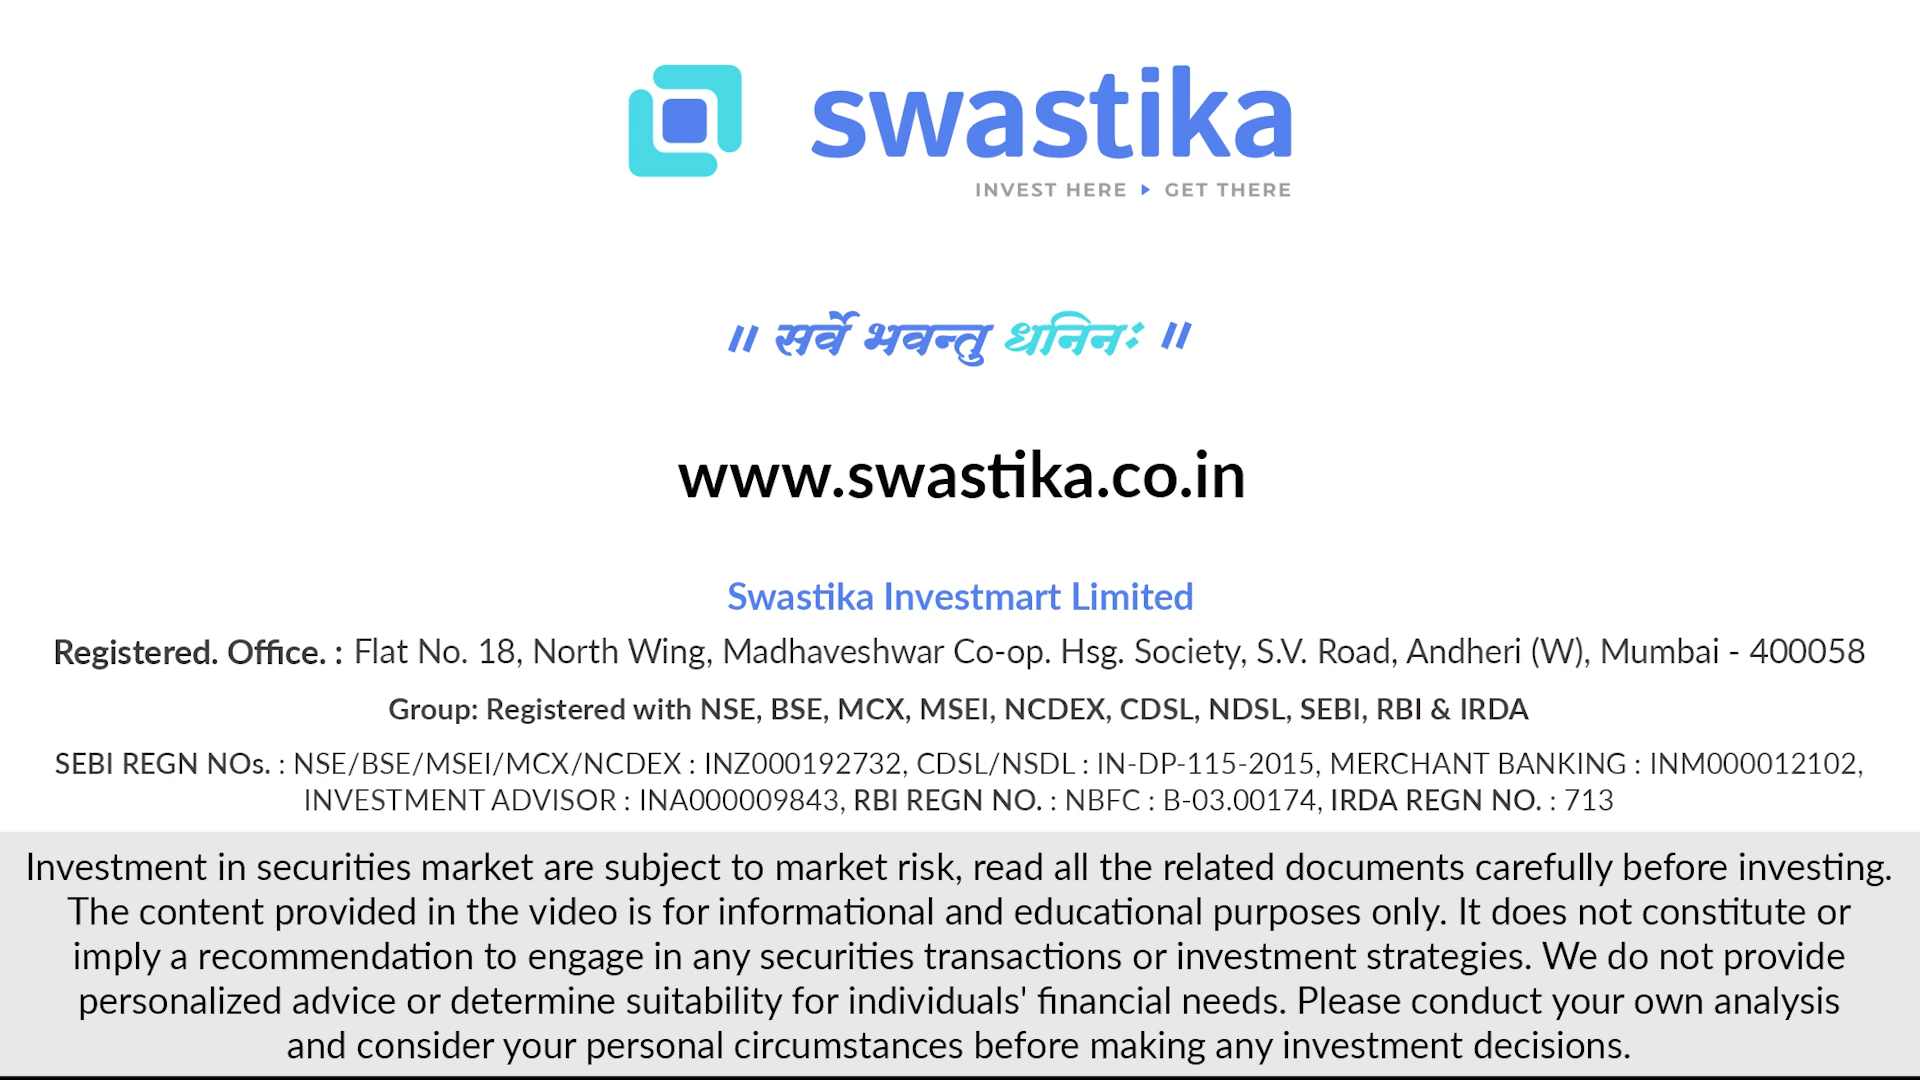 swastika
INVEST HERE ▸ GET THERE
॥ सर्वे भवन्तु धनिनः ॥
www.swastika.co.in
Swastika Investmart Limited
Registered. Office. : Flat No. 18, North Wing, Madhaveshwar Co-op. Hsg. Society, S.V. Road, Andheri (W), Mumbai - 400058
Group: Registered with NSE, BSE, MCX, MSEI, NCDEX, CDSL, NDSL, SEBI, RBI & IRDA
SEBI REGN NOs. : NSE/BSE/MSEI/MCX/NCDEX : INZ000192732, CDSL/NSDL : IN-DP-115-2015, MERCHANT BANKING : INM000012102,
INVESTMENT ADVISOR : INA000009843, RBI REGN NO. : NBFC : B-03.00174, IRDA REGN NO. : 713
Investment in securities market are subject to market risk, read all the related documents carefully before investing.
The content provided in the video is for informational and educational purposes only. It does not constitute or
imply a recommendation to engage in any securities transactions or investment strategies. We do not provide
personalized advice or determine suitability for individuals' financial needs. Please conduct your own analysis
and consider your personal circumstances before making any investment decisions.